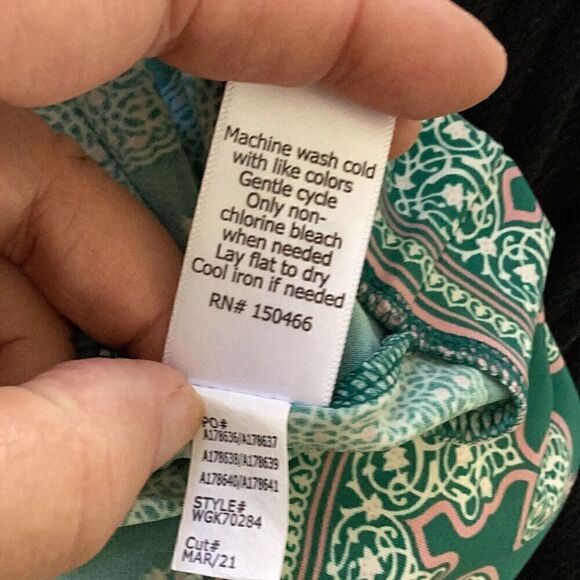 Machine wash cold
with like colors
Gentle cycle
Only non-
chlorine bleach
when needed
Lay flat to dry
Cool iron if needed
RN# 150466
PO#
A178636/A178637
A178638/A178639
A178640/A178641
STYLE#
WGK70284
Cut#
MAR/21